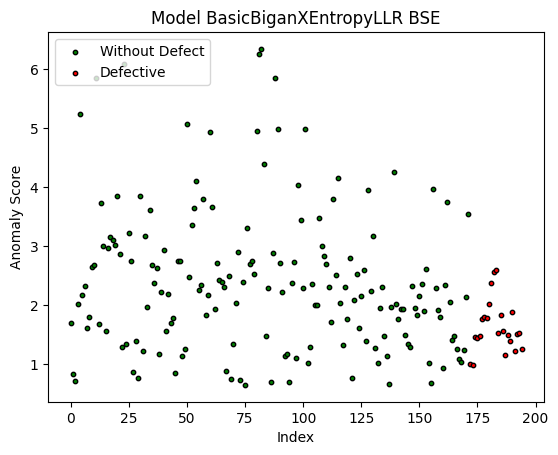 Model BasicBiganXEntropyLLR BSE
Without Defect
Defective
Anomaly Score
6
5
4
3
2
1
0 25 50 75 100 125 150 175 200
Index